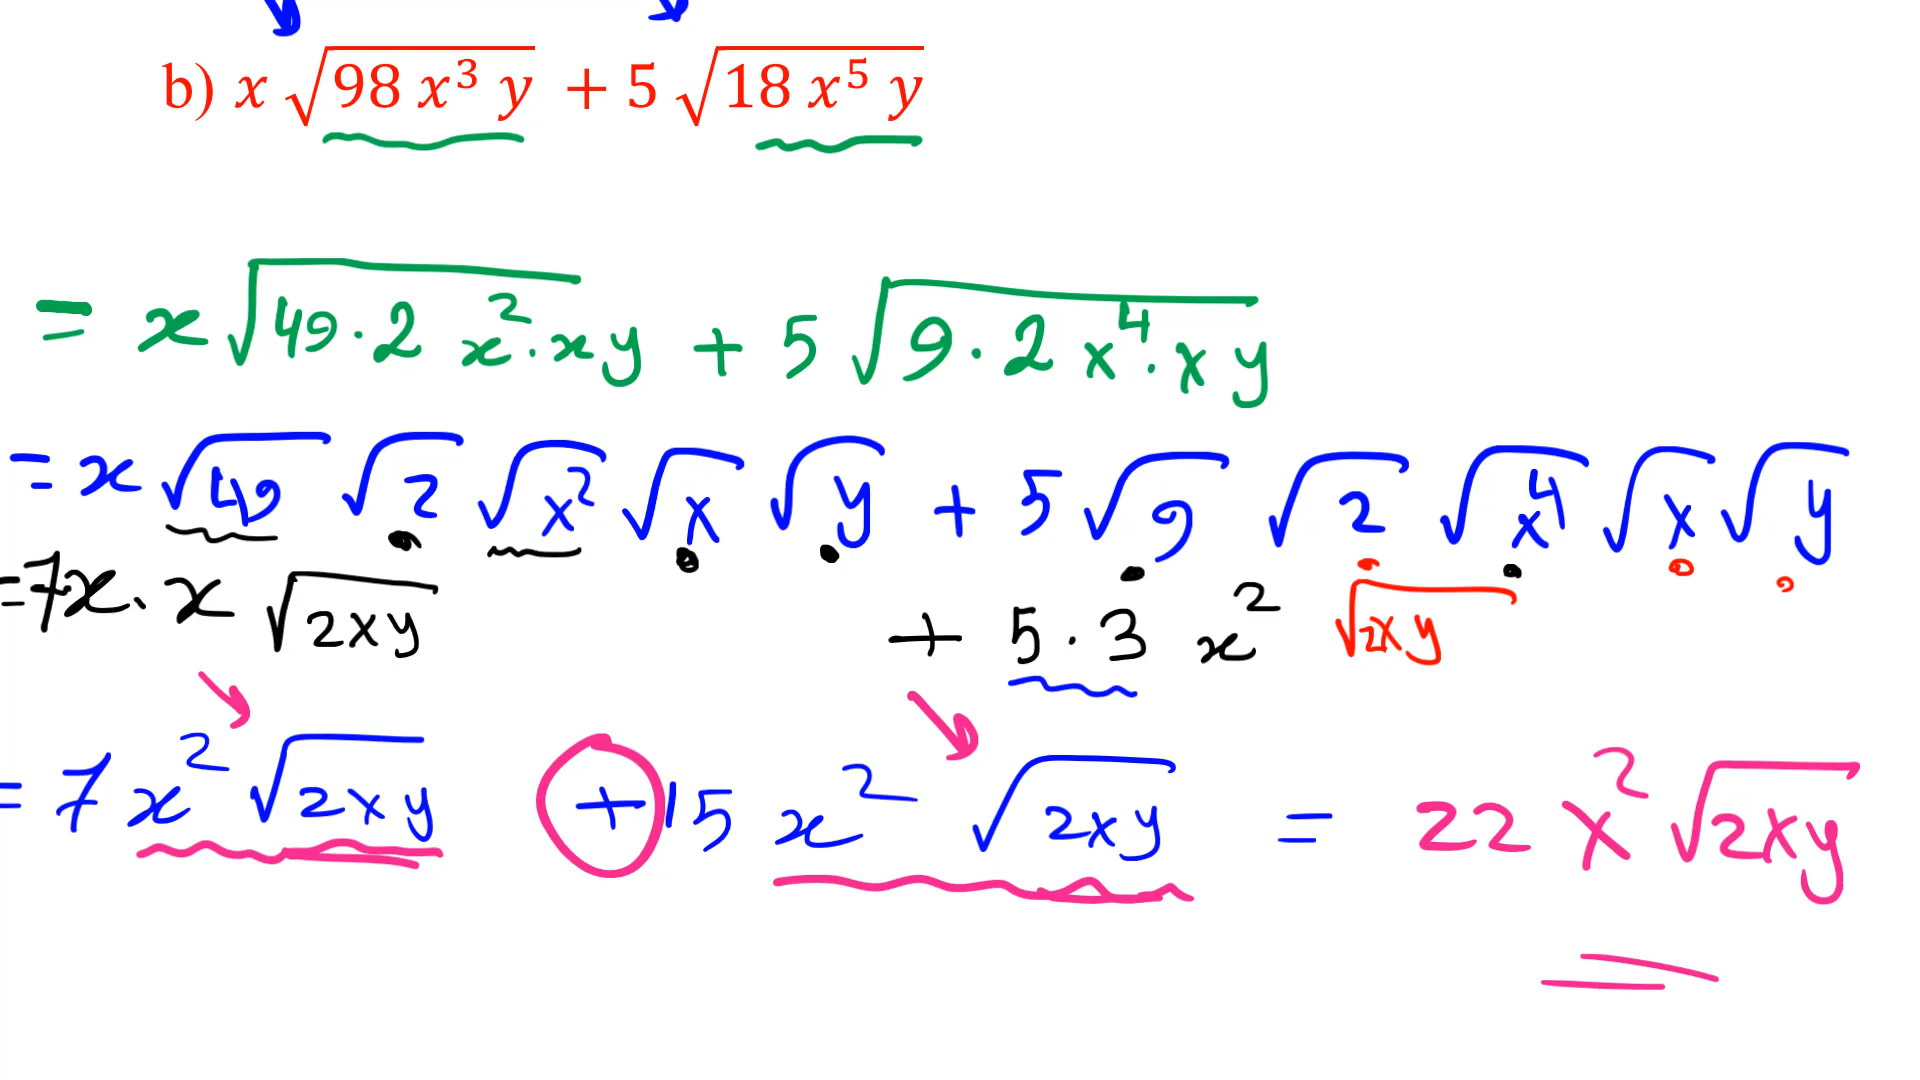 b) x √(98 x³ y) + 5 √(18 x⁵ y)
= x √(49 · 2 x² · x y) + 5 √(9 · 2 x⁴ · x y)
= x √49 √2 √x² √x √y + 5 √9 √2 √x⁴ √x √y
= 7x · x √(2xy) + 5 · 3 x² √(2xy)
= 7 x² √(2xy) + 15 x² √(2xy) = 22 x² √(2xy)